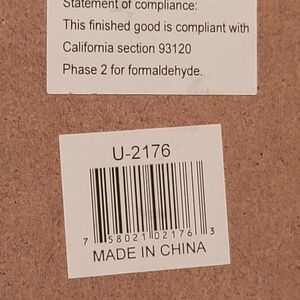 Statement of compliance:
This finished good is compliant with
California section 93120
Phase 2 for formaldehyde.
U-2176
7 58021 02176 3
MADE IN CHINA